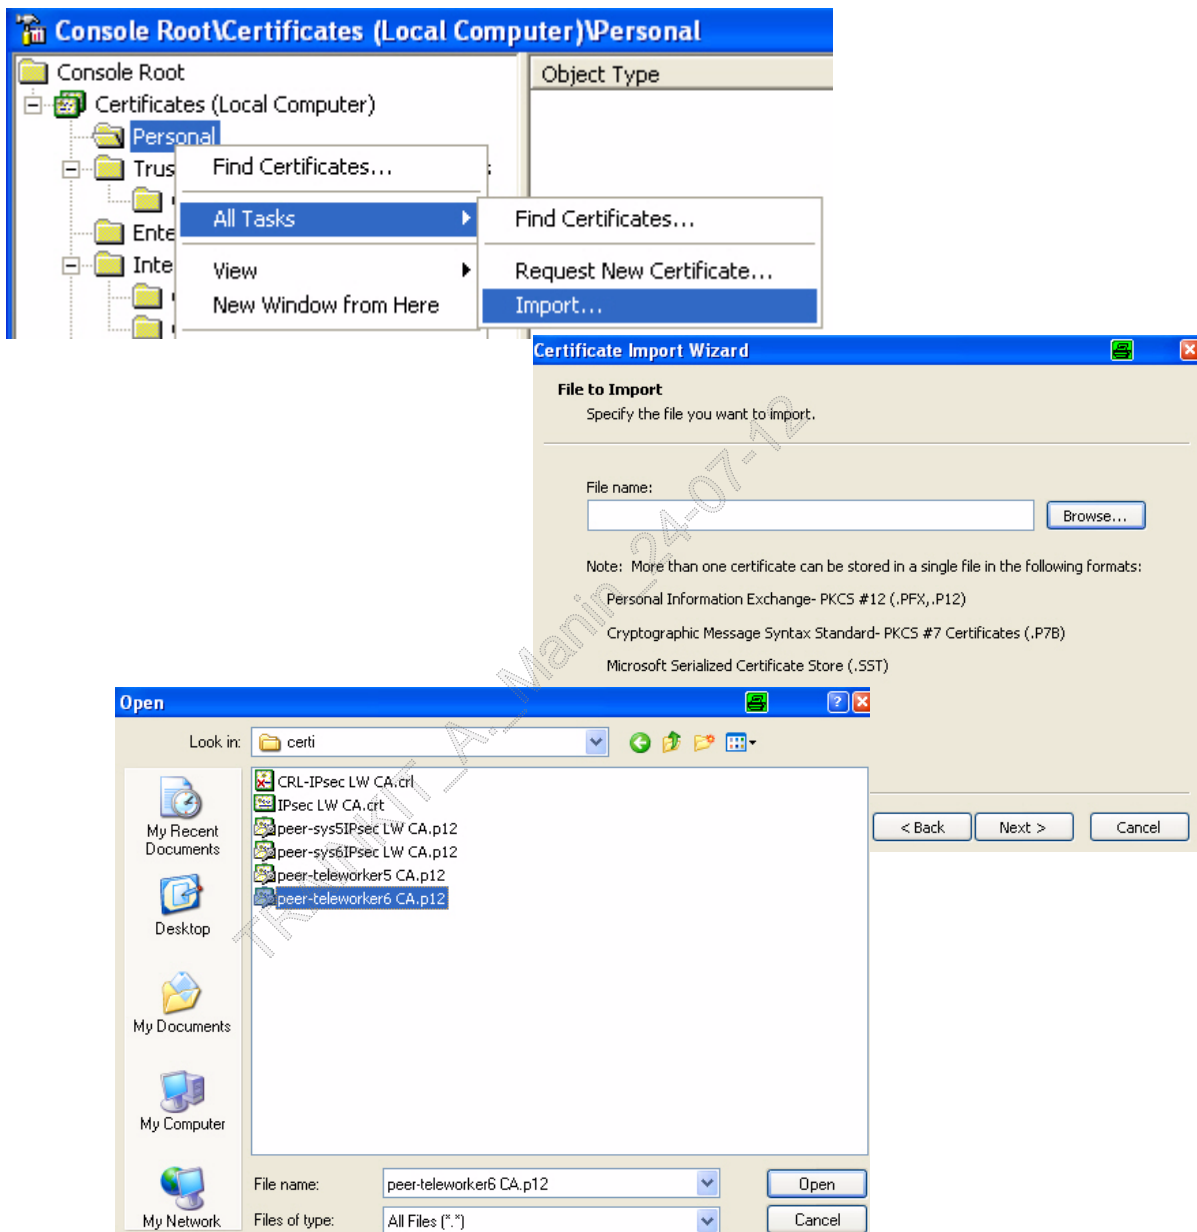 Console Root\Certificates (Local Computer)\Personal
Console Root
Object Type
Certificates (Local Computer)
Personal
Trus
Find Certificates...
All Tasks
Find Certificates...
Ente
Inte
View
Request New Certificate...
New Window from Here
Import...
Certificate Import Wizard
File to Import
Specify the file you want to import.
File name:
Browse...
Note: More than one certificate can be stored in a single file in the following formats:
Personal Information Exchange- PKCS #12 (.PFX,.P12)
Cryptographic Message Syntax Standard- PKCS #7 Certificates (.P7B)
Microsoft Serialized Certificate Store (.SST)
< Back
Next >
Cancel
Open
Look in:
certi
My Recent
Documents
Desktop
My Documents
My Computer
My Network
CRL-IPsec LW CA.crl
IPsec LW CA.crt
peer-sys5IPsec LW CA.p12
peer-sys6IPsec LW CA.p12
peer-teleworker5 CA.p12
peer-teleworker6 CA.p12
File name:
peer-teleworker6 CA.p12
Open
Files of type:
All Files (*.*)
Cancel
TRAINKIT_A._Manin_24-07-12